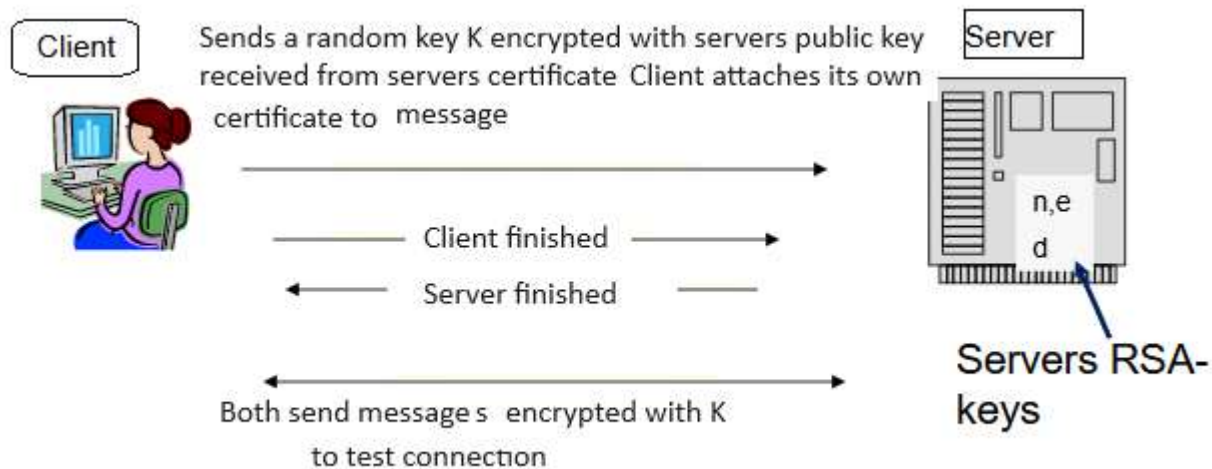 Client
Sends a random key K encrypted with servers public key
received from servers certificate Client attaches its own
certificate to message
Server
n,e
d
Client finished
Server finished
Servers RSA-
keys
Both send messages encrypted with K
to test connection